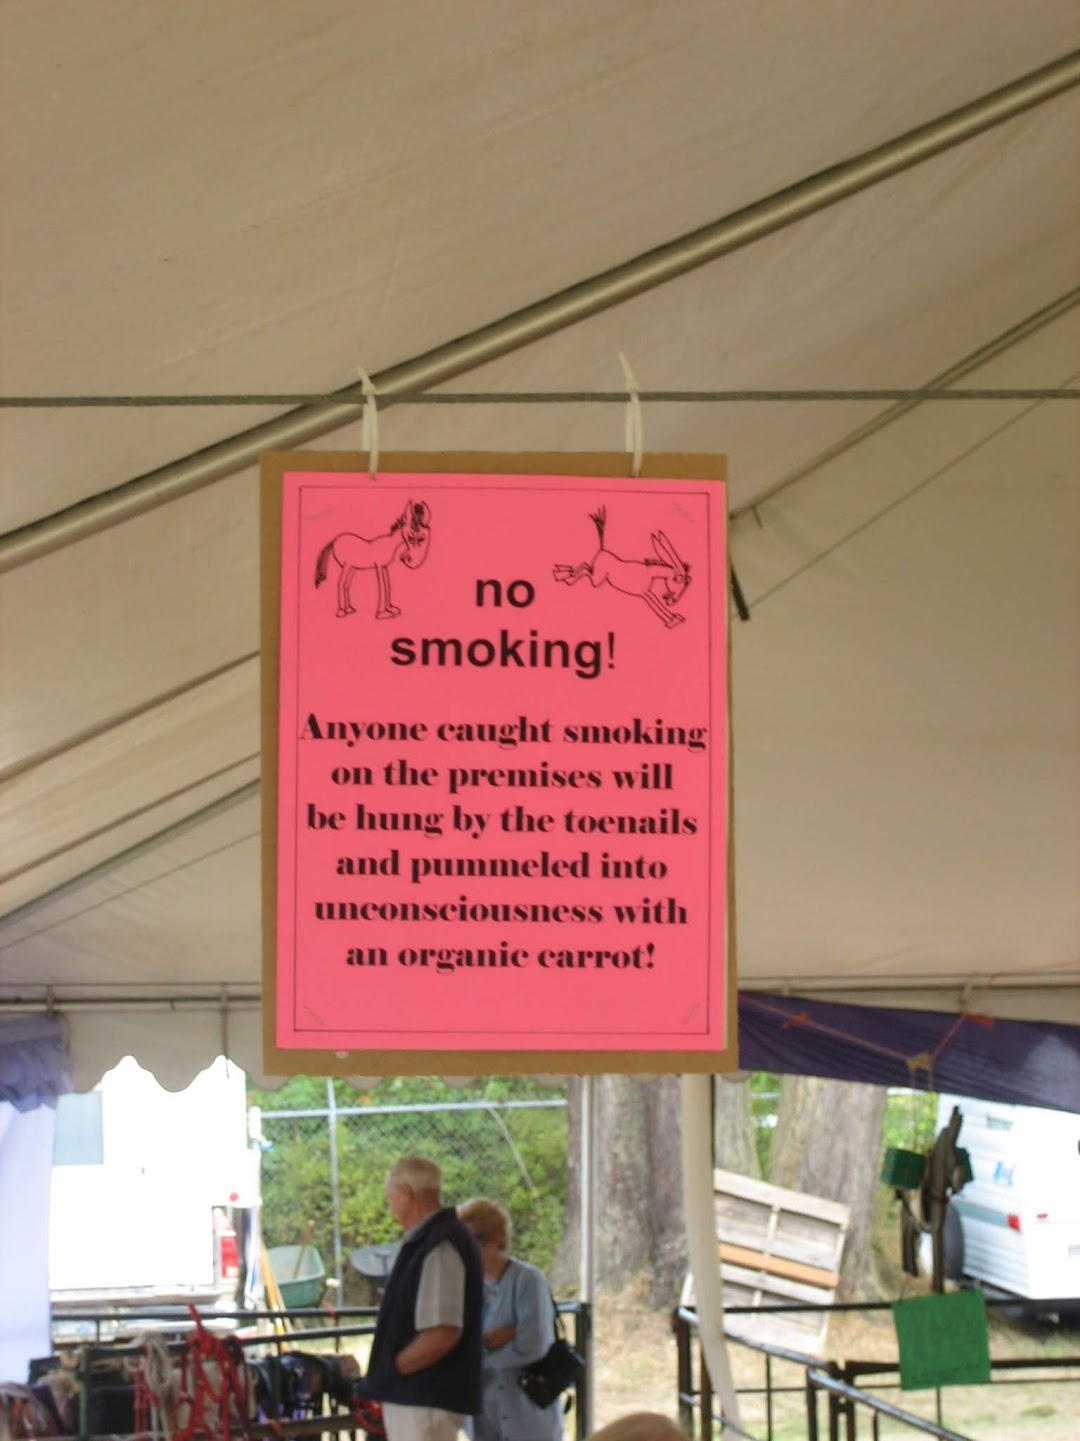 no
smoking!
Anyone caught smoking
on the premises will
be hung by the toenails
and pummeled into
unconsciousness with
an organic carrot!